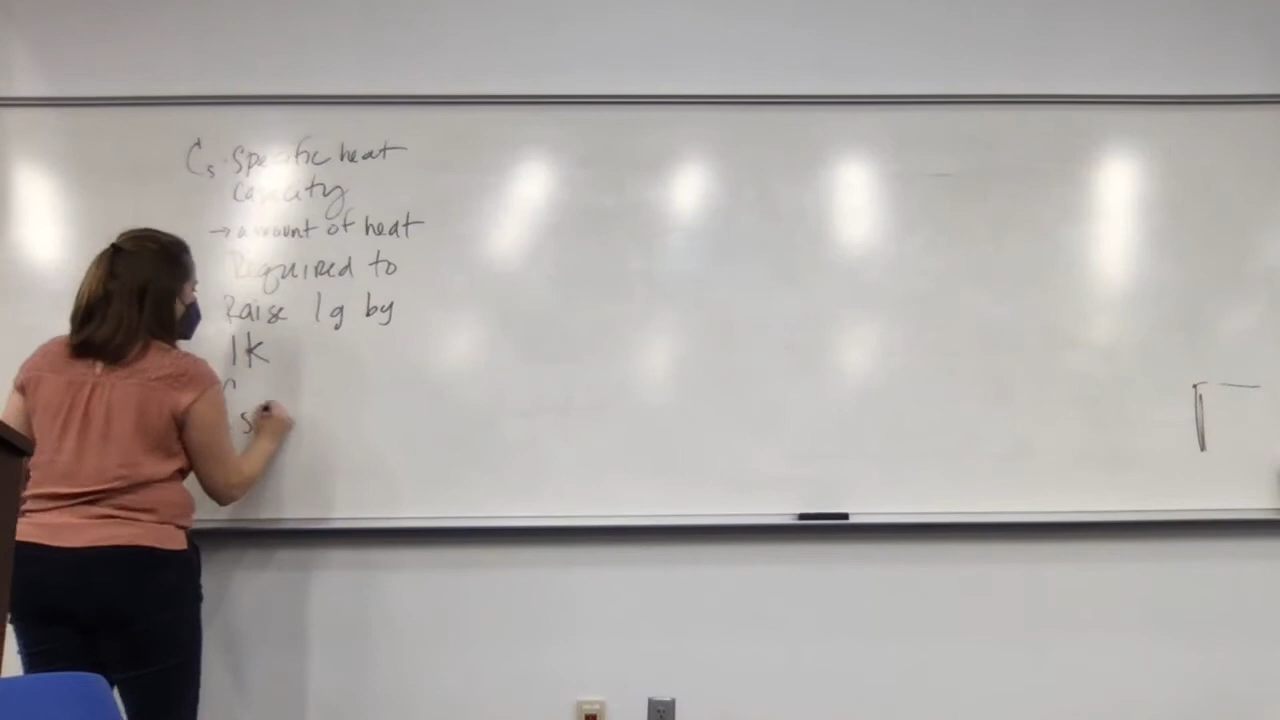 Cs. Specific heat
capacity
→ amount of heat
Required to
Raise 1g by
1K
s